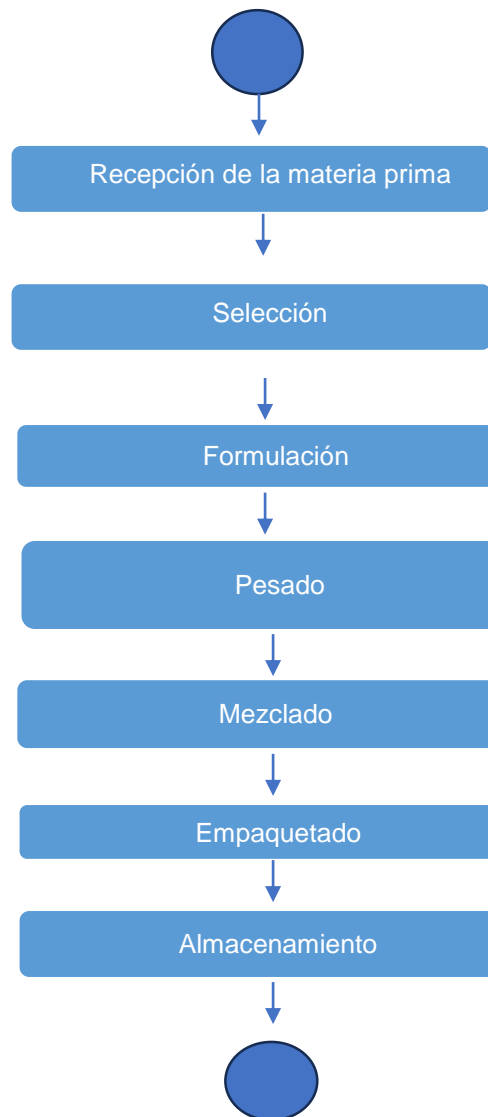 Recepción de la materia prima
Selección
Formulación
Pesado
Mezclado
Empaquetado
Almacenamiento